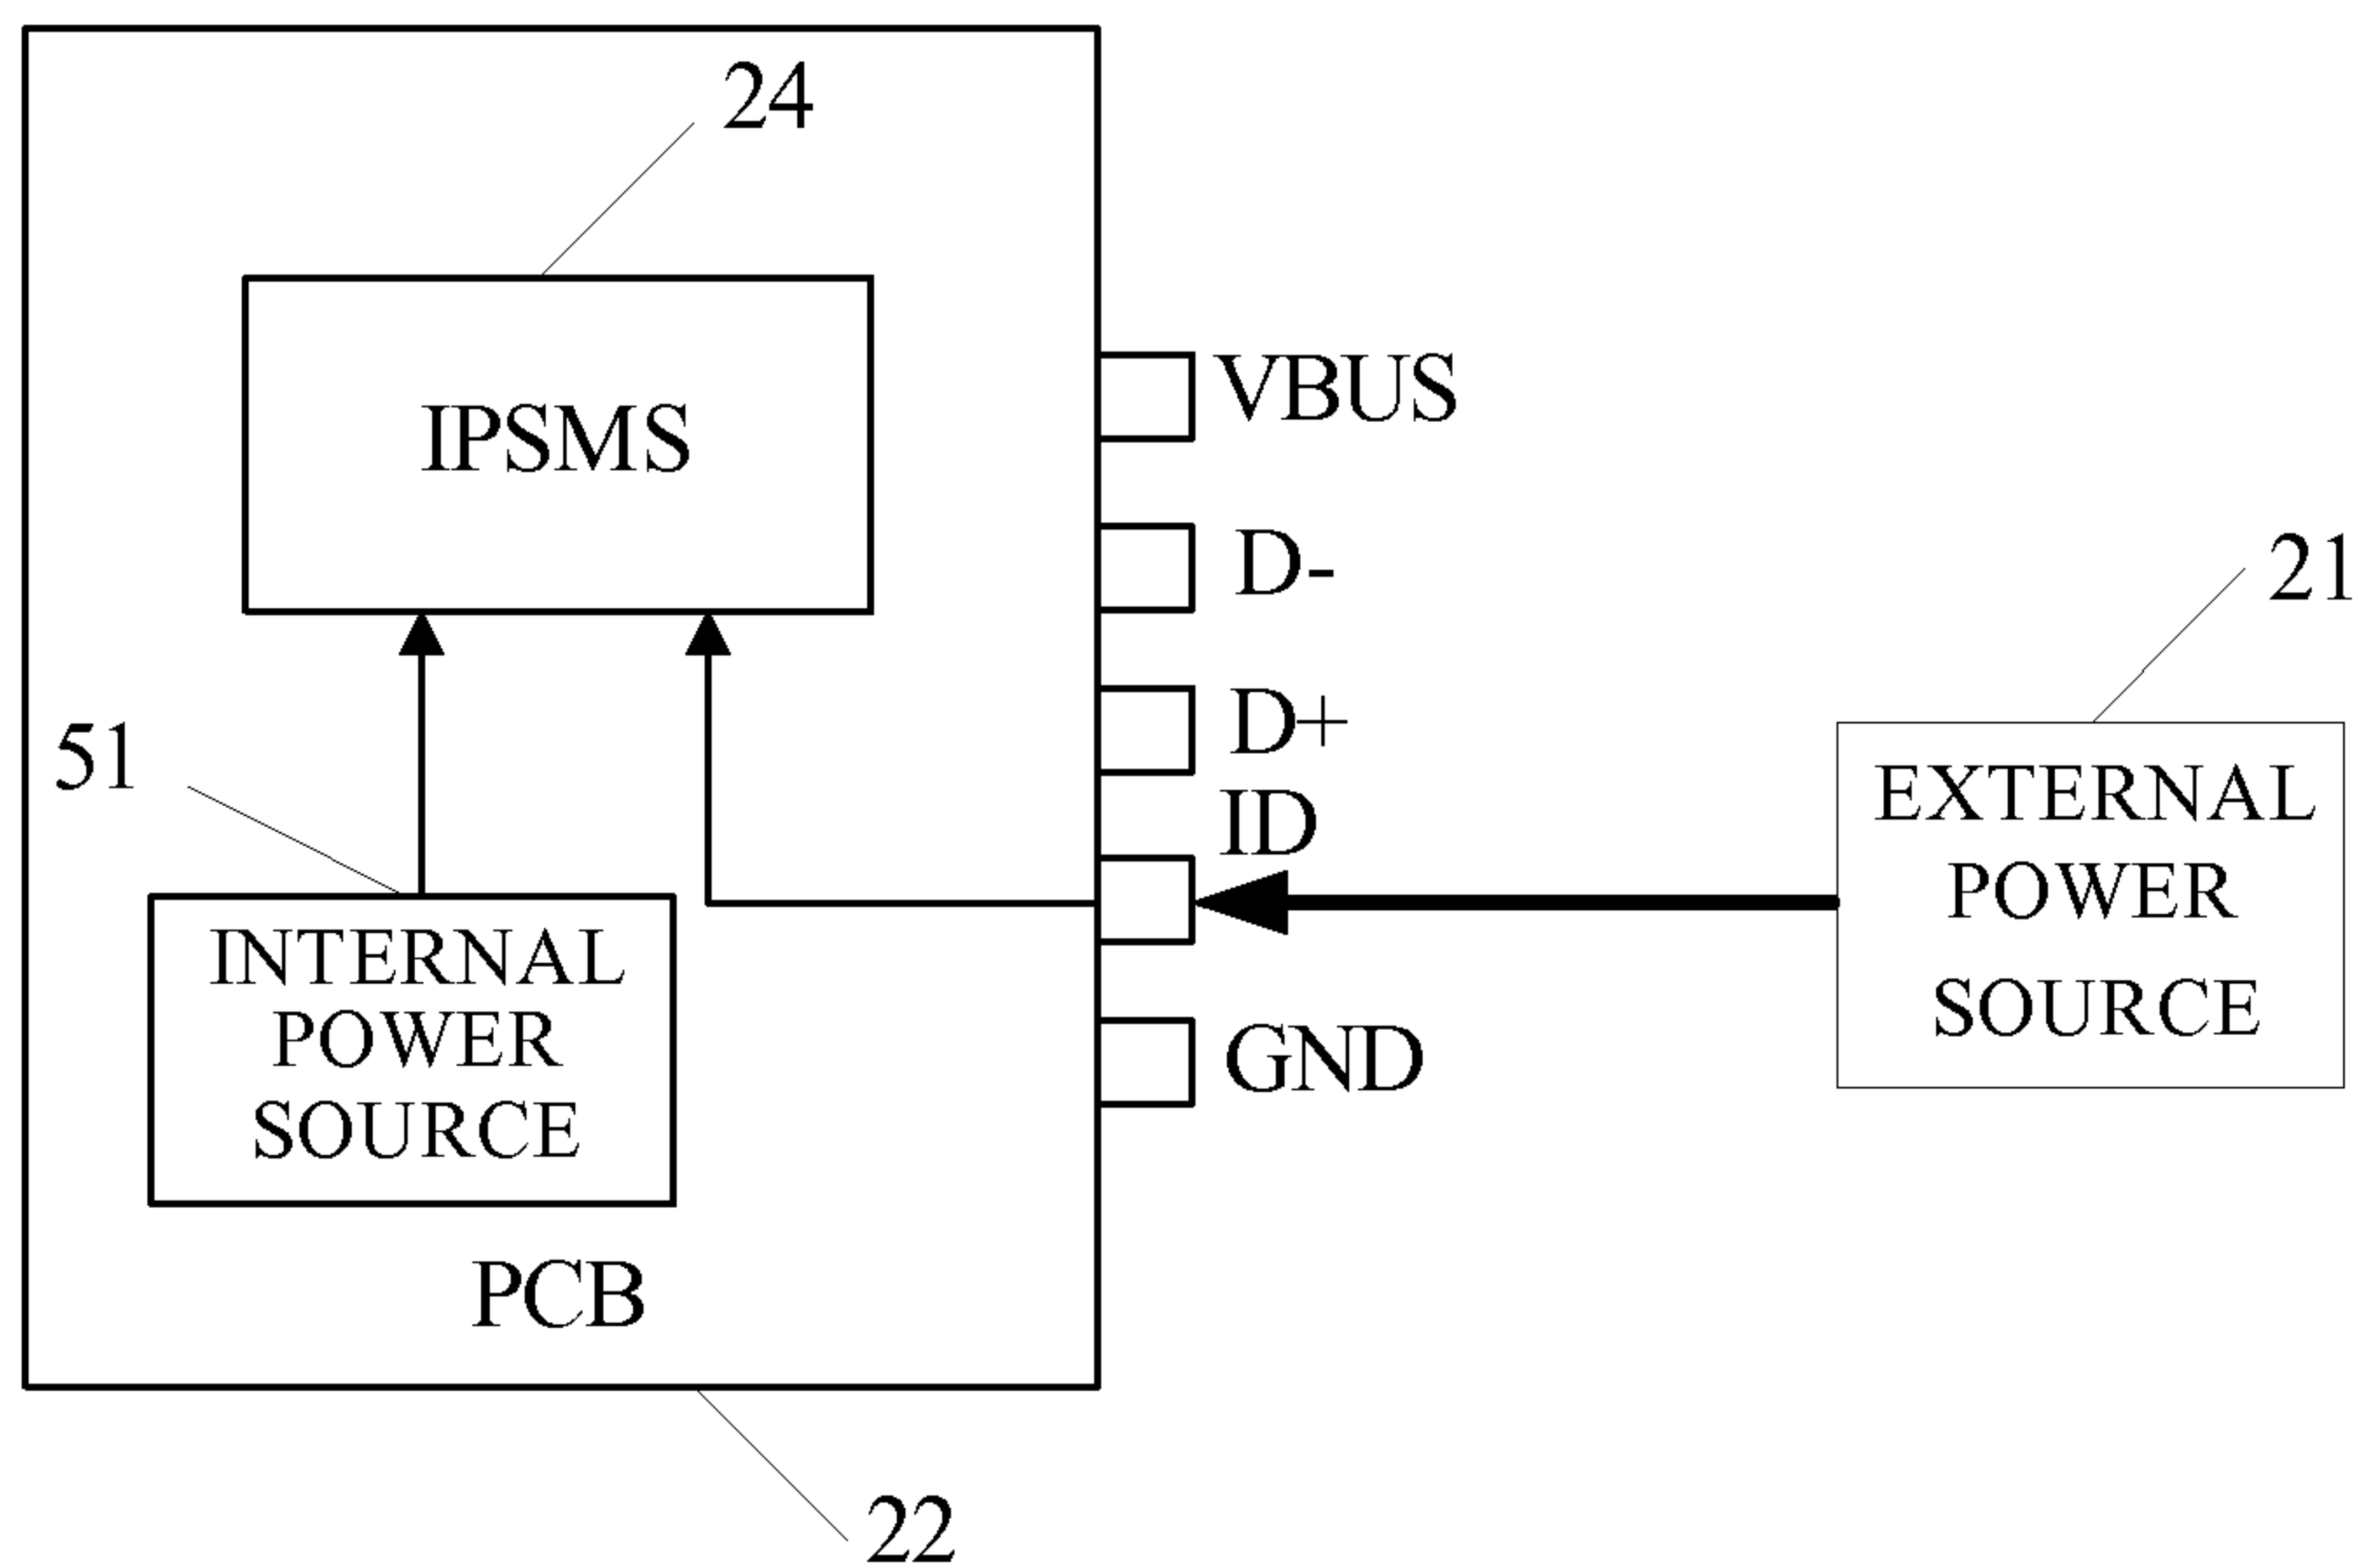 24
IPSMS
VBUS
D-
D+
ID
GND
21
EXTERNAL
POWER
SOURCE
51
INTERNAL
POWER
SOURCE
PCB
22